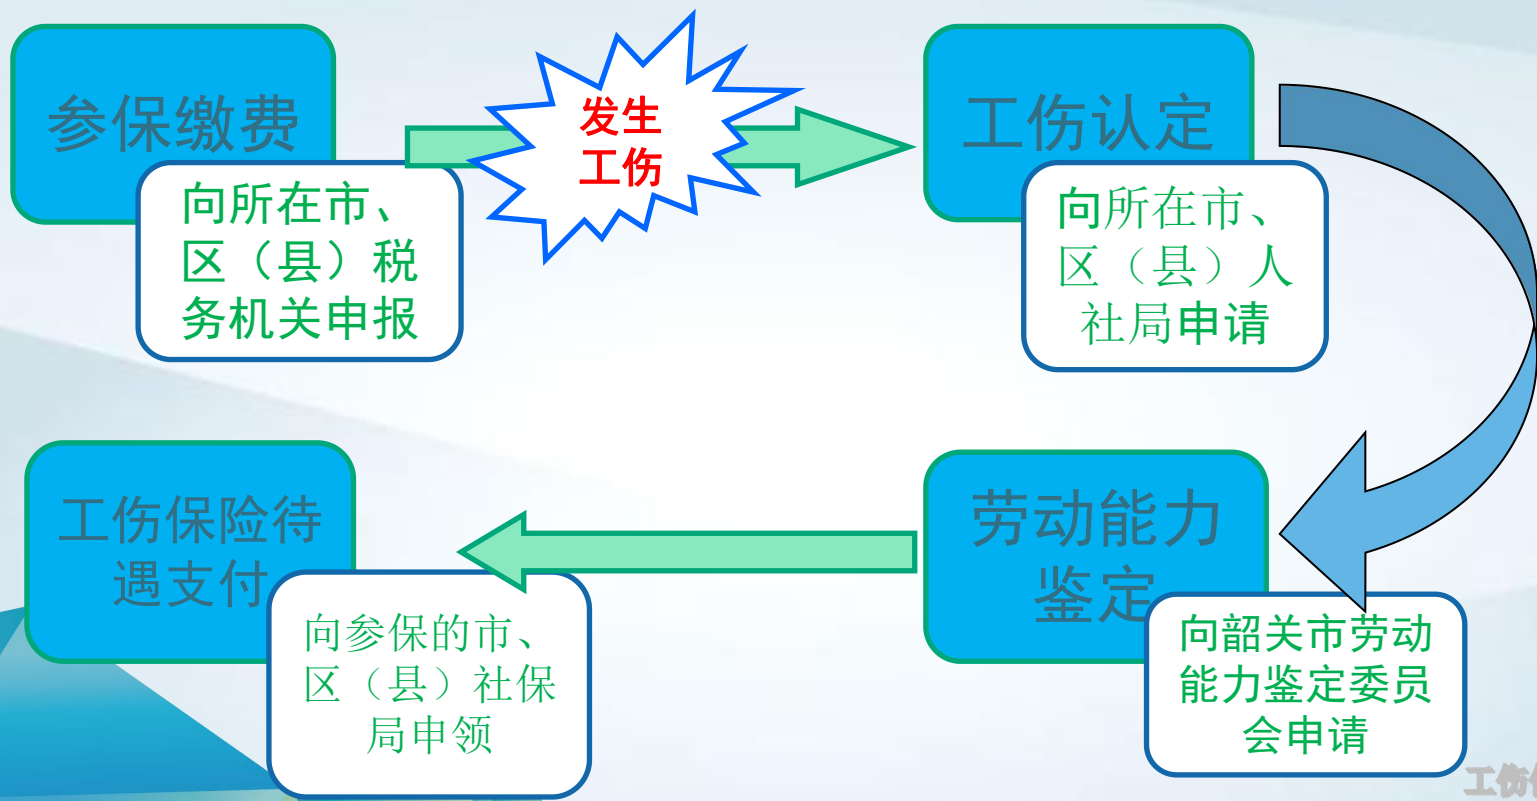 参保缴费
向所在市、
区（县）税
务机关申报
发生
工伤
工伤认定
向所在市、
区（县）人
社局申请
劳动能力
鉴定
向韶关市劳动
能力鉴定委员
会申请
工伤保险待
遇支付
向参保的市、
区（县）社保
局申领
工伤